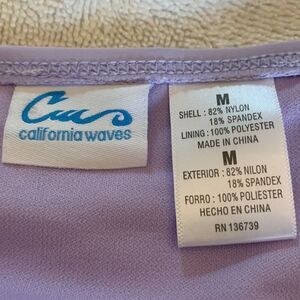 california waves
M
SHELL : 82% NYLON
18% SPANDEX
LINING : 100% POLYESTER
MADE IN CHINA
M
EXTERIOR : 82% NILON
18% SPANDEX
FORRO : 100% POLYESTER
HECHO EN CHINA
RN 136739